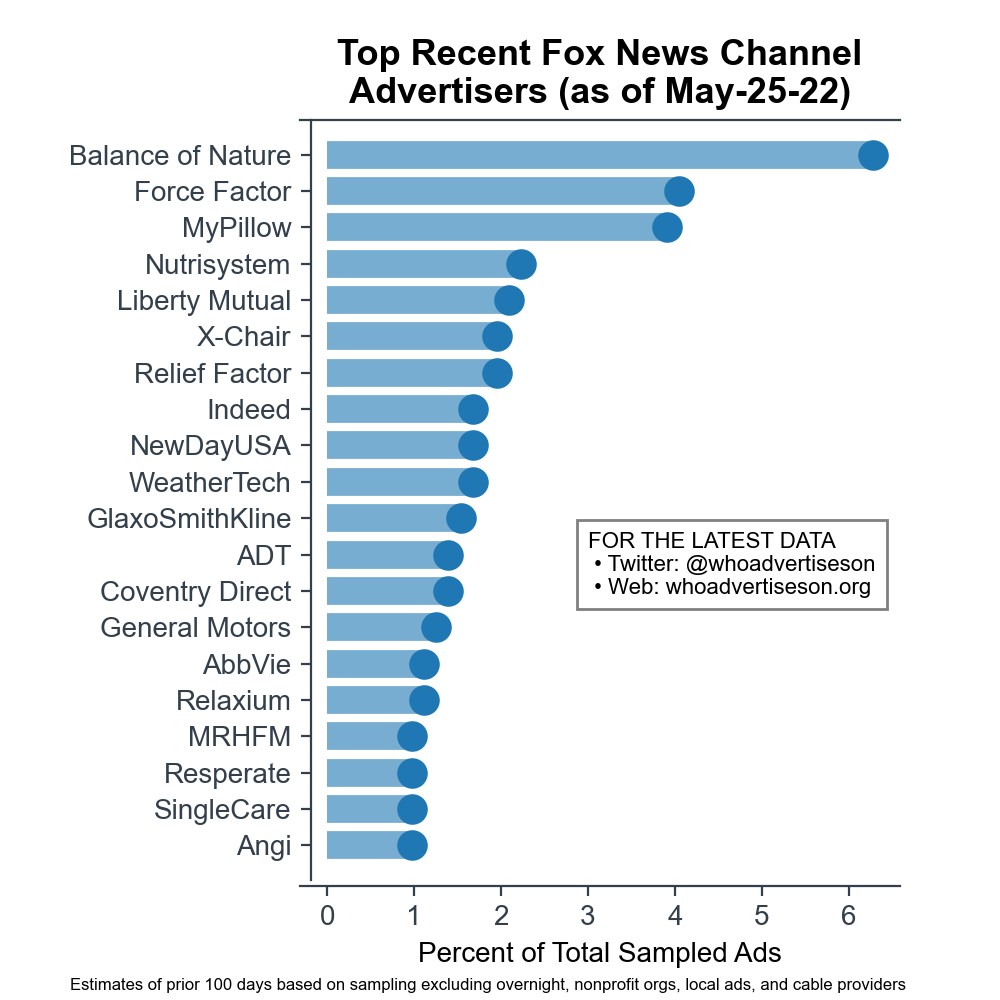 Top Recent Fox News Channel
Advertisers (as of May-25-22)
Balance of Nature
Force Factor
MyPillow
Nutrisystem
Liberty Mutual
X-Chair
Relief Factor
Indeed
NewDayUSA
WeatherTech
GlaxoSmithKline
ADT
Coventry Direct
General Motors
AbbVie
Relaxium
MRHFM
Resperate
SingleCare
Angi
FOR THE LATEST DATA
• Twitter: @whoadvertiseson
• Web: whoadvertiseson.org
0 1 2 3 4 5 6
Percent of Total Sampled Ads
Estimates of prior 100 days based on sampling excluding overnight, nonprofit orgs, local ads, and cable providers